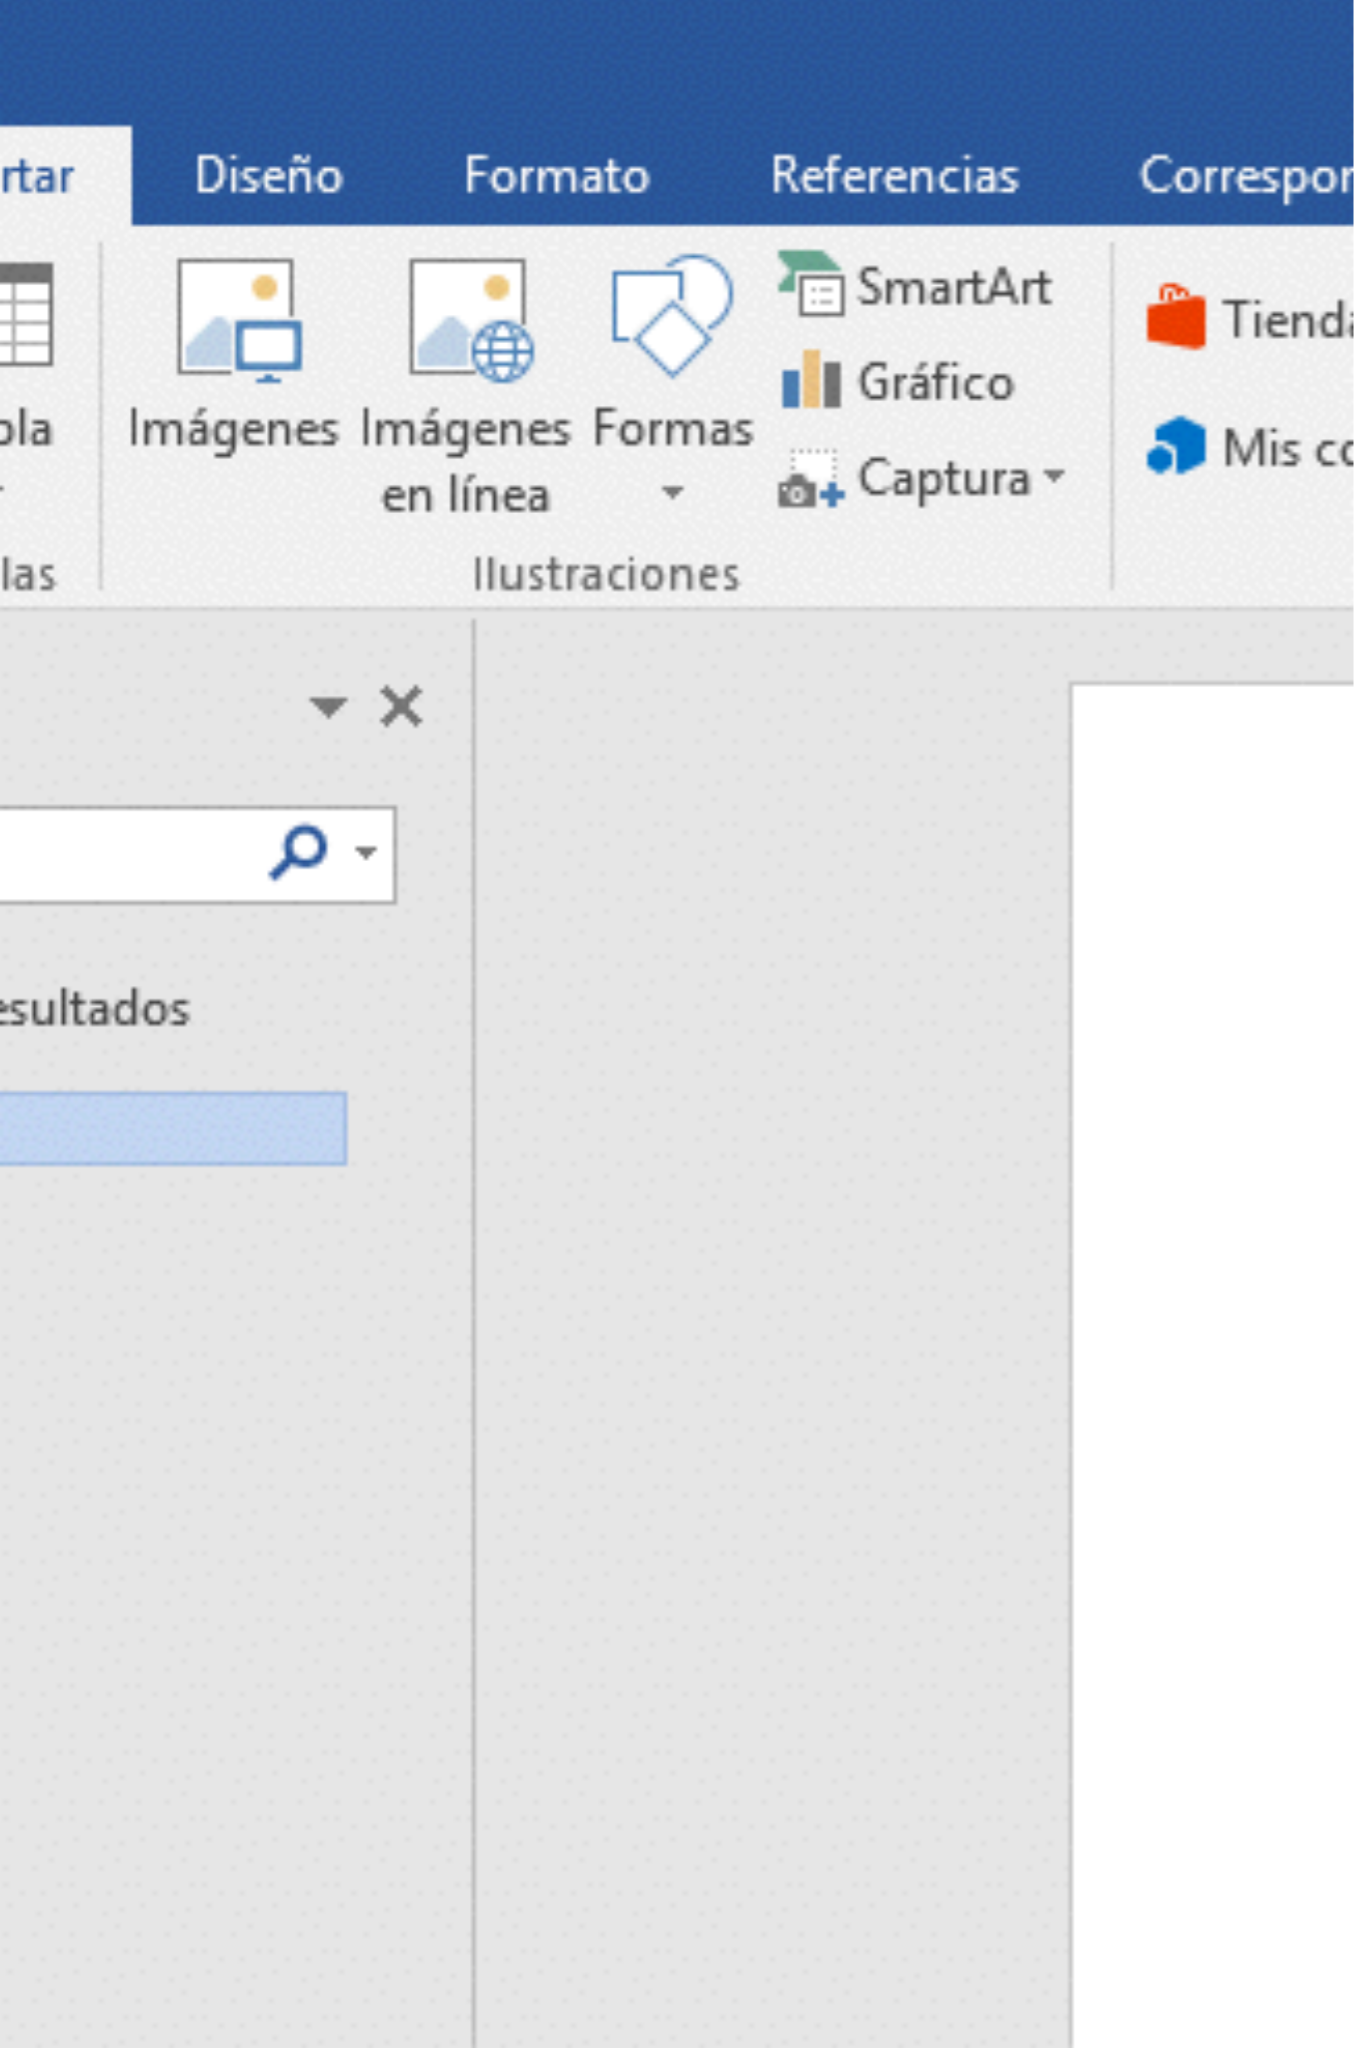 rtar Diseño Formato Referencias Correspon
SmartArt
Tienda
Gráfico
bla Imágenes Imágenes Formas
Mis co
en línea
Captura
las Ilustraciones
esultados